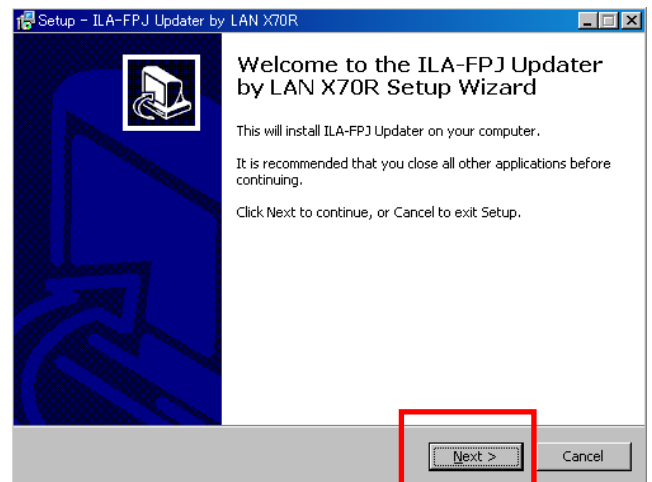 Setup - ILA-FPJ Updater by LAN X70R
Welcome to the ILA-FPJ Updater
by LAN X70R Setup Wizard
This will install ILA-FPJ Updater on your computer.
It is recommended that you close all other applications before
continuing.
Click Next to continue, or Cancel to exit Setup.
Next >
Cancel